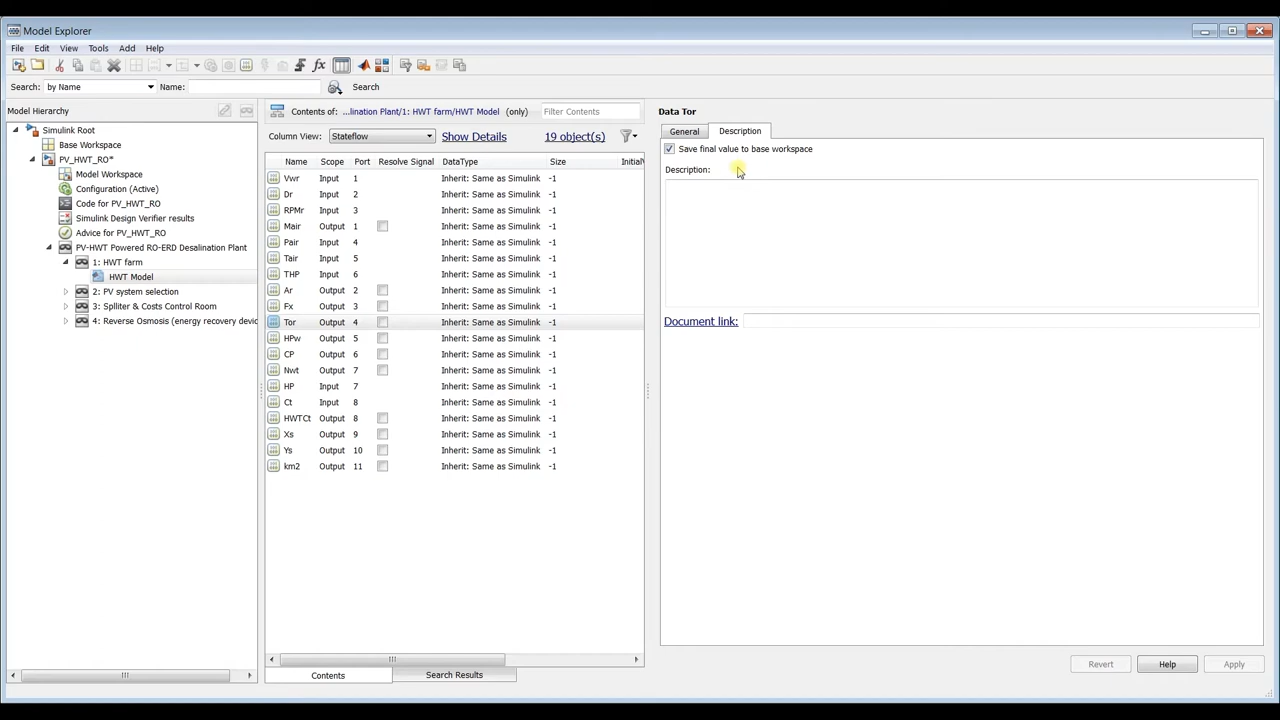 Model Explorer
File Edit View Tools Add Help
Search: by Name Name: Search
Model Hierarchy
Simulink Root
Base Workspace
PV_HWT_RO*
Model Workspace
Configuration (Active)
Code for PV_HWT_RO
Simulink Design Verifier results
Advice for PV_HWT_RO
PV-HWT Powered RO-ERD Desalination Plant
1: HWT farm
HWT Model
2: PV system selection
3: Splliter & Costs Control Room
4: Reverse Osmosis (energy recovery devic
Contents of: ...lination Plant/1: HWT farm/HWT Model (only) Filter Contents
Column View: Stateflow Show Details 19 object(s)
Name Scope Port Resolve Signal DataType Size InitialV
Vwr Input 1 Inherit: Same as Simulink -1
Dr Input 2 Inherit: Same as Simulink -1
RPMr Input 3 Inherit: Same as Simulink -1
Mair Output 1 Inherit: Same as Simulink -1
Pair Input 4 Inherit: Same as Simulink -1
Tair Input 5 Inherit: Same as Simulink -1
THP Input 6 Inherit: Same as Simulink -1
Ar Output 2 Inherit: Same as Simulink -1
Fx Output 3 Inherit: Same as Simulink -1
Tor Output 4 Inherit: Same as Simulink -1
HPw Output 5 Inherit: Same as Simulink -1
CP Output 6 Inherit: Same as Simulink -1
Nwt Output 7 Inherit: Same as Simulink -1
HP Input 7 Inherit: Same as Simulink -1
Ct Input 8 Inherit: Same as Simulink -1
HWTCt Output 8 Inherit: Same as Simulink -1
Xs Output 9 Inherit: Same as Simulink -1
Ys Output 10 Inherit: Same as Simulink -1
km2 Output 11 Inherit: Same as Simulink -1
Contents Search Results
Data Tor
General Description
Save final value to base workspace
Description:
Document link:
Revert Help Apply